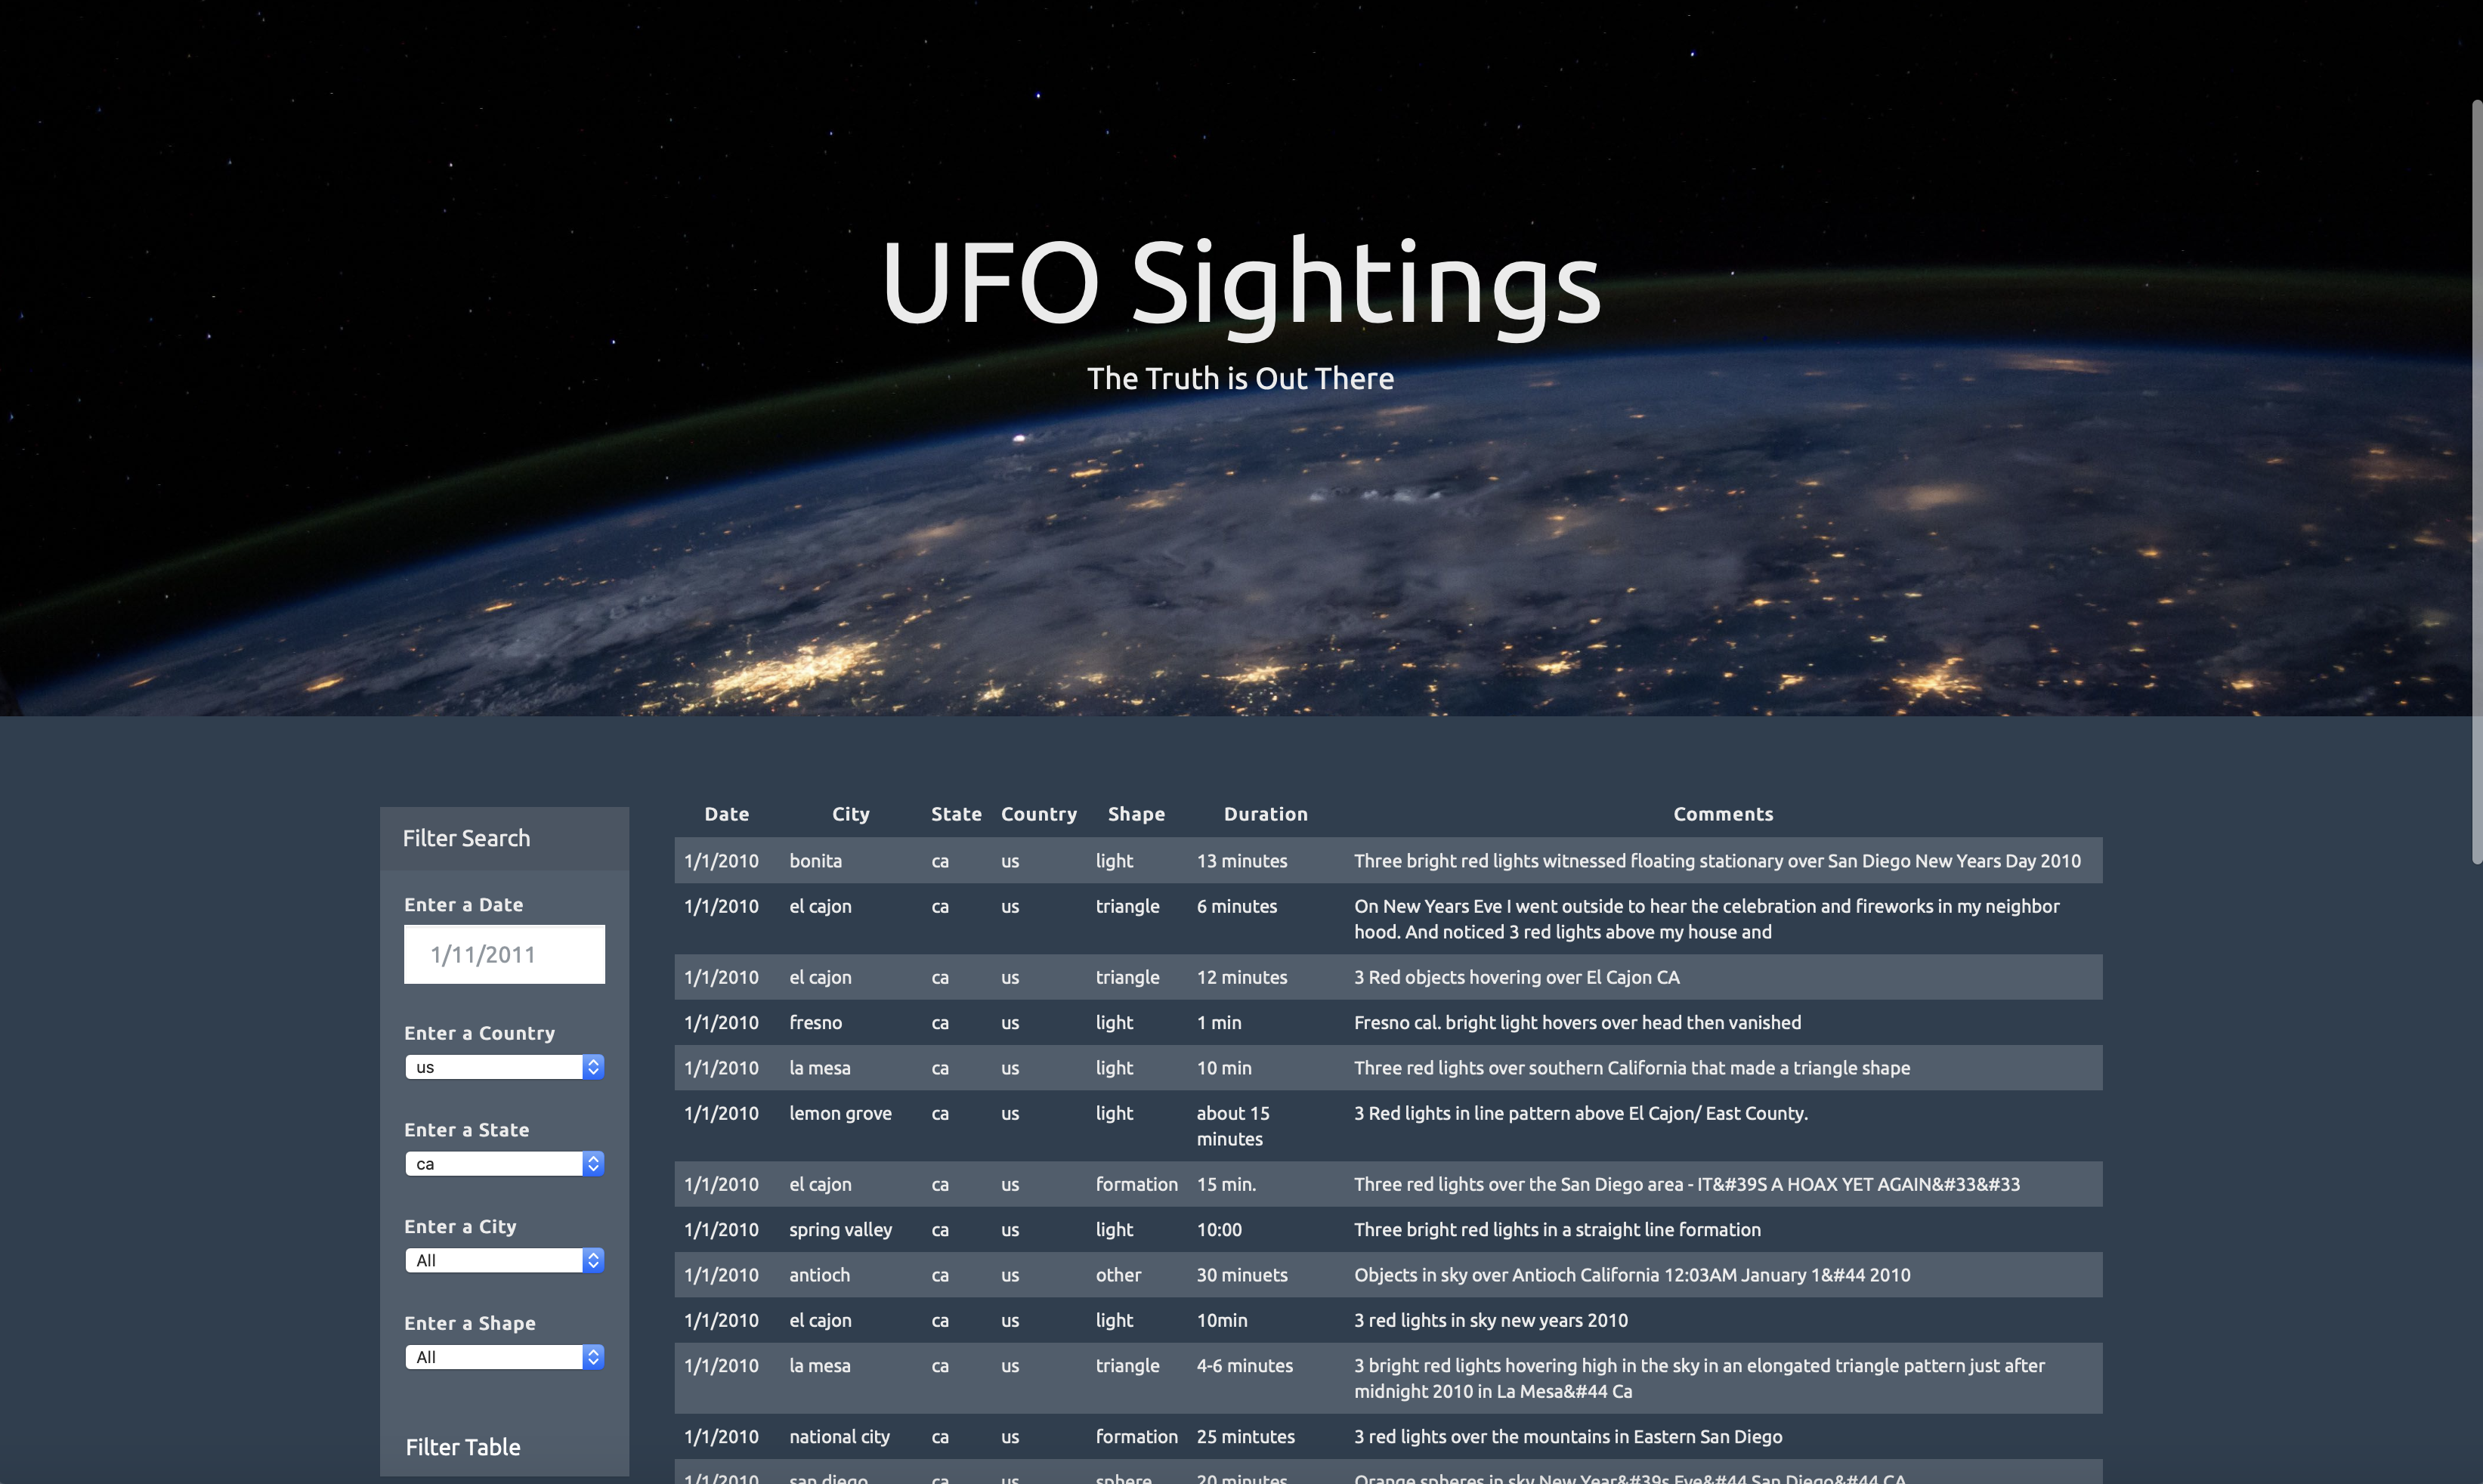 UFO Sightings
The Truth is Out There
Filter Search
Enter a Date
1/11/2011
Enter a Country
us
Enter a State
ca
Enter a City
All
Enter a Shape
All
Filter Table
Date City State Country Shape Duration Comments
1/1/2010 bonita ca us light 13 minutes Three bright red lights witnessed floating stationary over San Diego New Years Day 2010
1/1/2010 el cajon ca us triangle 6 minutes On New Years Eve I went outside to hear the celebration and fireworks in my neighbor
hood. And noticed 3 red lights above my house and
1/1/2010 el cajon ca us triangle 12 minutes 3 Red objects hovering over El Cajon CA
1/1/2010 fresno ca us light 1 min Fresno cal. bright light hovers over head then vanished
1/1/2010 la mesa ca us light 10 min Three red lights over southern California that made a triangle shape
1/1/2010 lemon grove ca us light about 15 3 Red lights in line pattern above El Cajon/ East County.
minutes
1/1/2010 el cajon ca us formation 15 min. Three red lights over the San Diego area - IT&#39S A HOAX YET AGAIN&#33&#33
1/1/2010 spring valley ca us light 10:00 Three bright red lights in a straight line formation
1/1/2010 antioch ca us other 30 minuets Objects in sky over Antioch California 12:03AM January 1&#44 2010
1/1/2010 el cajon ca us light 10min 3 red lights in sky new years 2010
1/1/2010 la mesa ca us triangle 4-6 minutes 3 bright red lights hovering high in the sky in an elongated triangle pattern just after
midnight 2010 in La Mesa&#44 Ca
1/1/2010 national city ca us formation 25 mintutes 3 red lights over the mountains in Eastern San Diego
1/1/2010 san diego ca us sphere 20 minutes Orange spheres in sky New Year&#39s Eve&#44 San Diego&#44 CA